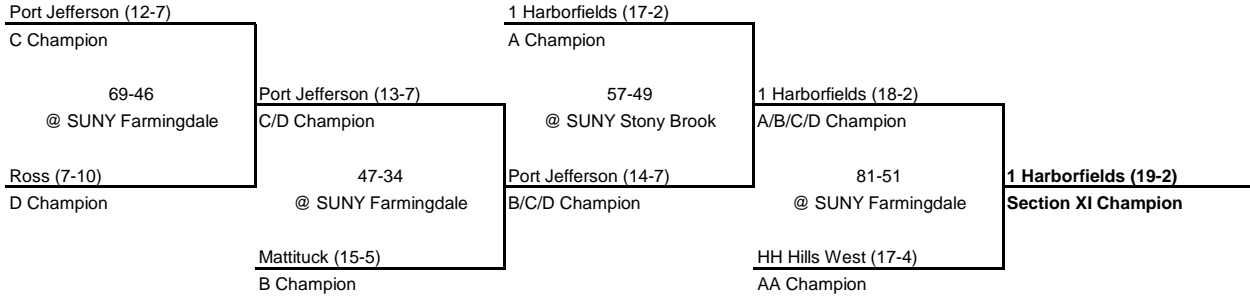 Port Jefferson (12-7)
C Champion
69-46
@ SUNY Farmingdale
Ross (7-10)
D Champion
Port Jefferson (13-7)
C/D Champion
47-34
@ SUNY Farmingdale
Mattituck (15-5)
B Champion
1 Harborfields (17-2)
A Champion
57-49
@ SUNY Stony Brook
Port Jefferson (14-7)
B/C/D Champion
1 Harborfields (18-2)
A/B/C/D Champion
81-51
@ SUNY Farmingdale
HH Hills West (17-4)
AA Champion
1 Harborfields (19-2)
Section XI Champion